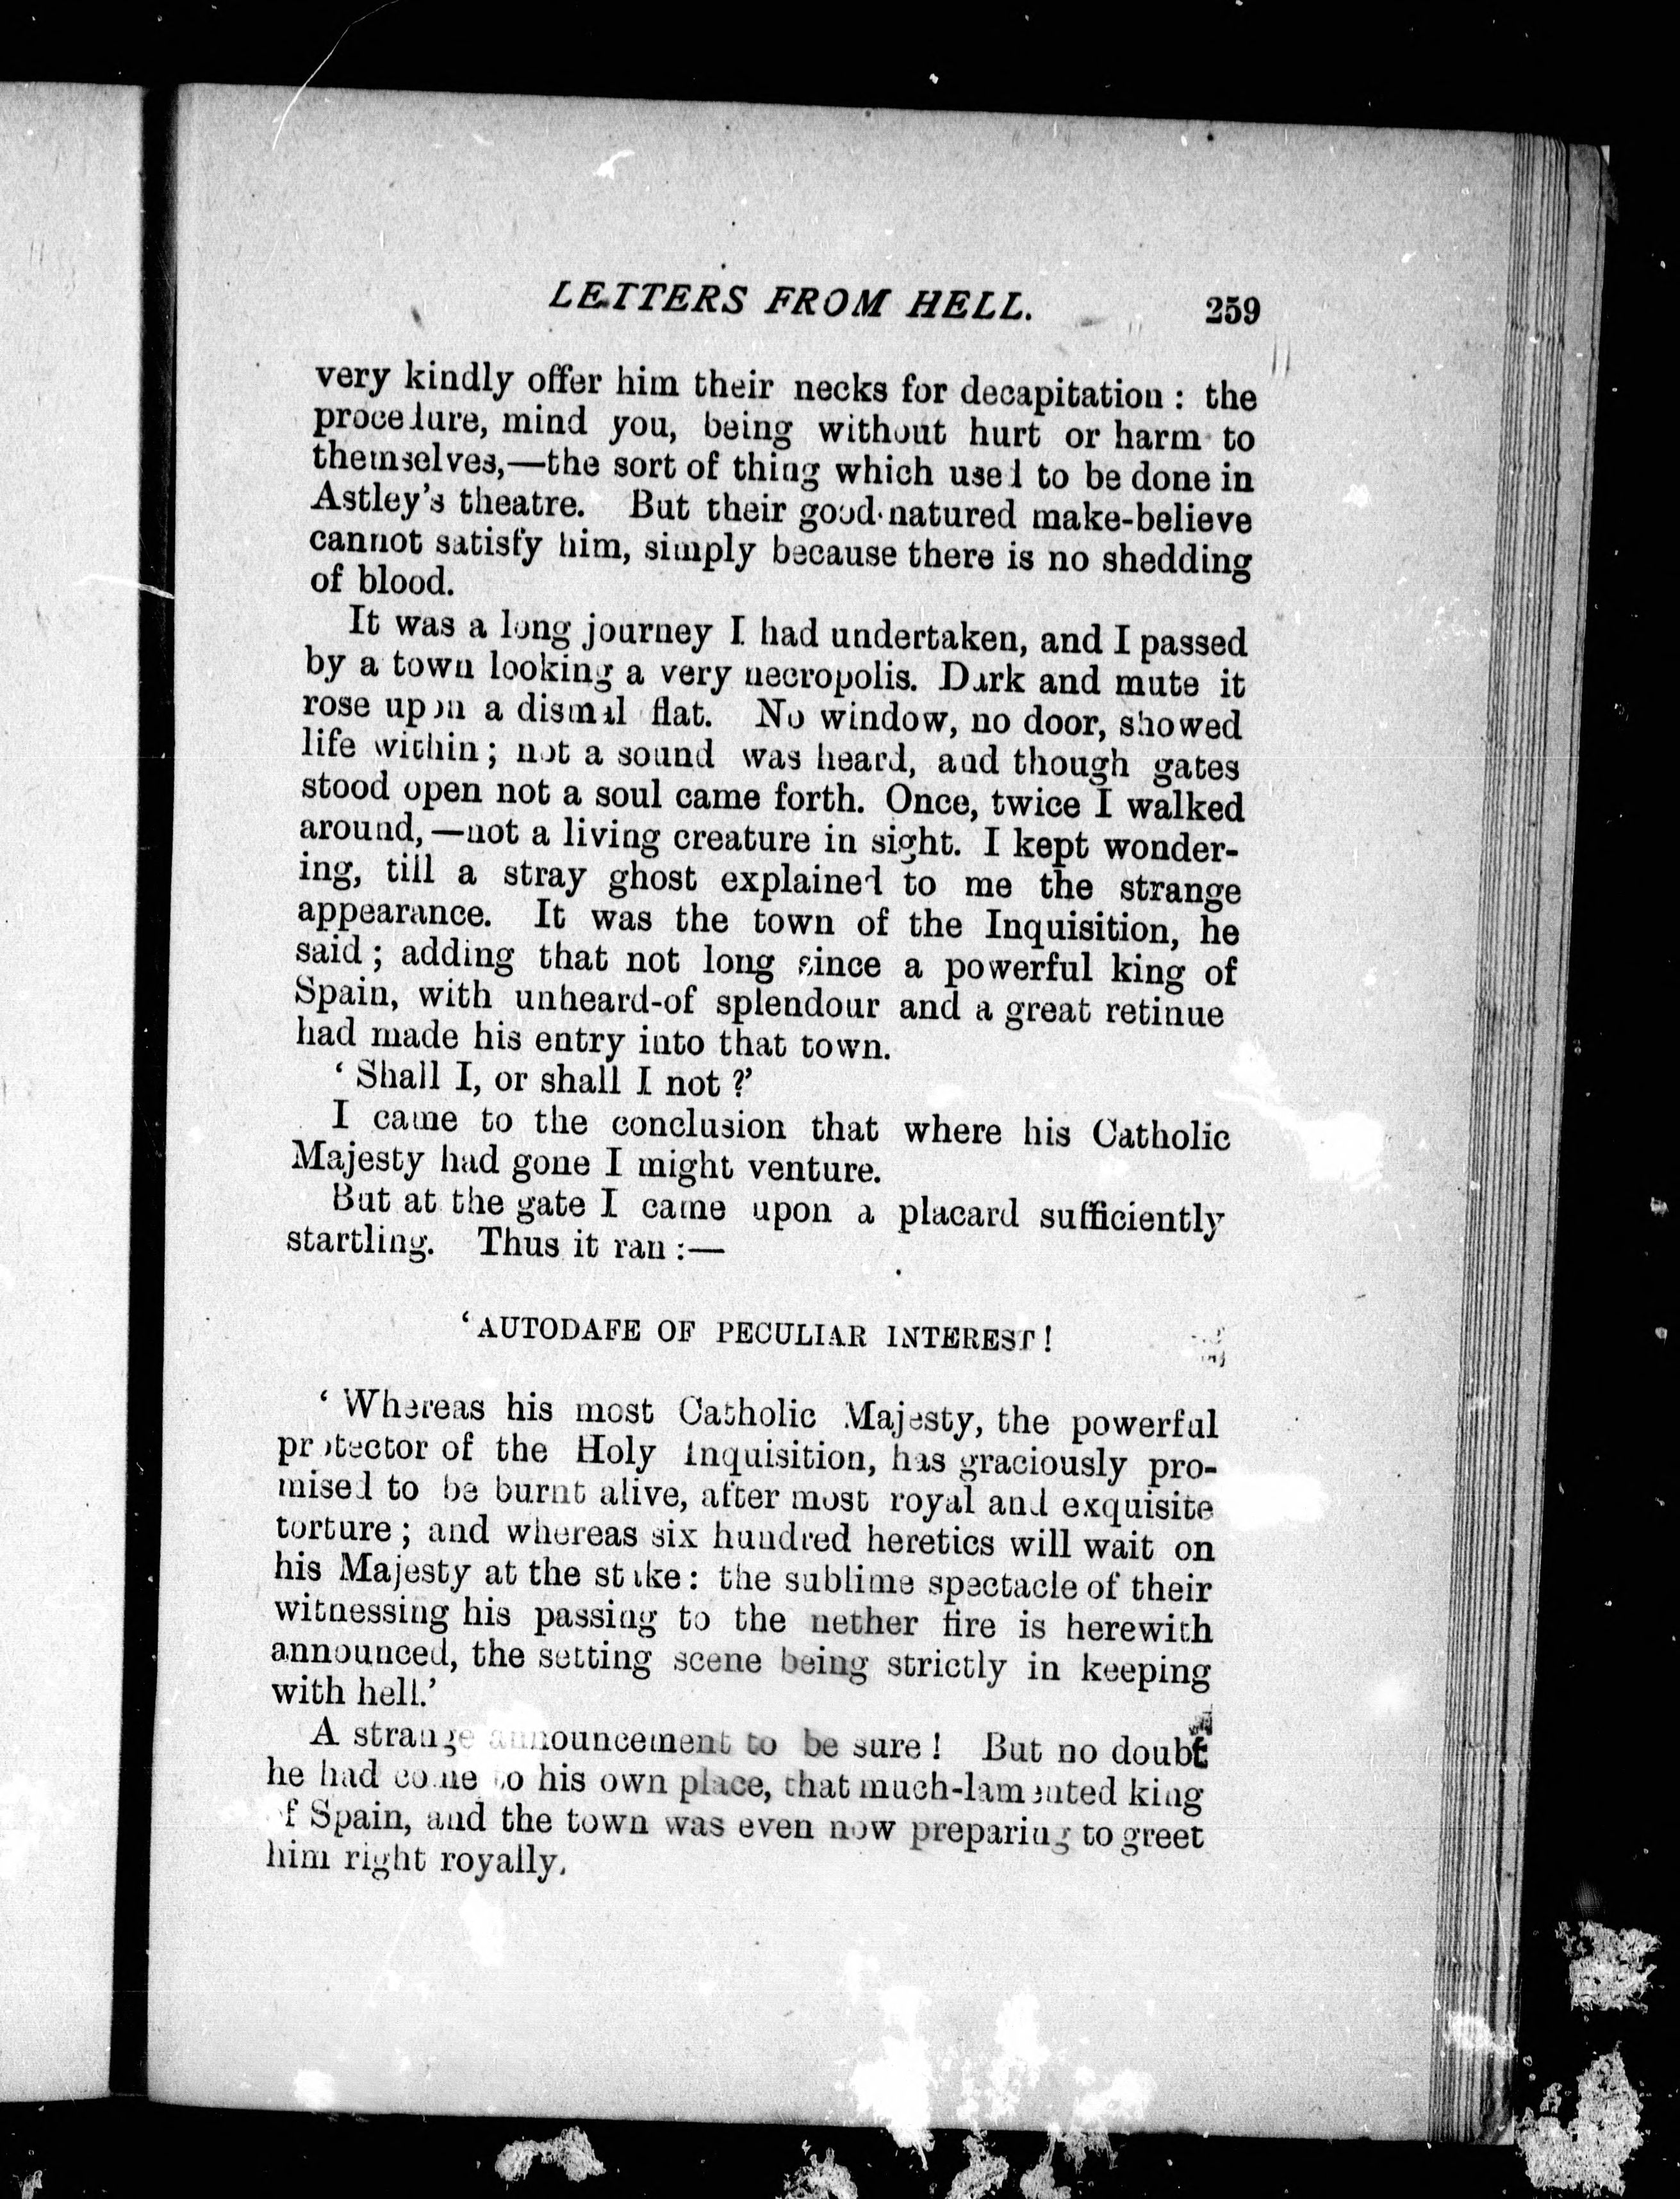 LETTERS FROM HELL. 259
very kindly offer him their necks for decapitation : the
procedure, mind you, being without hurt or harm to
themselves,—the sort of thing which used to be done in
Astley's theatre. But their good-natured make-believe
cannot satisfy him, simply because there is no shedding
of blood.
It was a long journey I had undertaken, and I passed
by a town looking a very necropolis. Dark and mute it
rose upon a dismal flat. No window, no door, showed
life within ; not a sound was heard, and though gates
stood open not a soul came forth. Once, twice I walked
around,—not a living creature in sight. I kept wonder-
ing, till a stray ghost explained to me the strange
appearance. It was the town of the Inquisition, he
said ; adding that not long since a powerful king of
Spain, with unheard-of splendour and a great retinue
had made his entry into that town.
' Shall I, or shall I not ?'
I came to the conclusion that where his Catholic
Majesty had gone I might venture.
But at the gate I came upon a placard sufficiently
startling. Thus it ran :—
'AUTODAFE OF PECULIAR INTEREST!
' Whereas his most Catholic Majesty, the powerful
protector of the Holy Inquisition, has graciously pro-
mised to be burnt alive, after most royal and exquisite
torture ; and whereas six hundred heretics will wait on
his Majesty at the stake : the sublime spectacle of their
witnessing his passing to the nether fire is herewith
announced, the setting scene being strictly in keeping
with hell.'
A strange announcement to be sure ! But no doubt
he had come to his own place, that much-lamented king
of Spain, and the town was even now preparing to greet
him right royally.